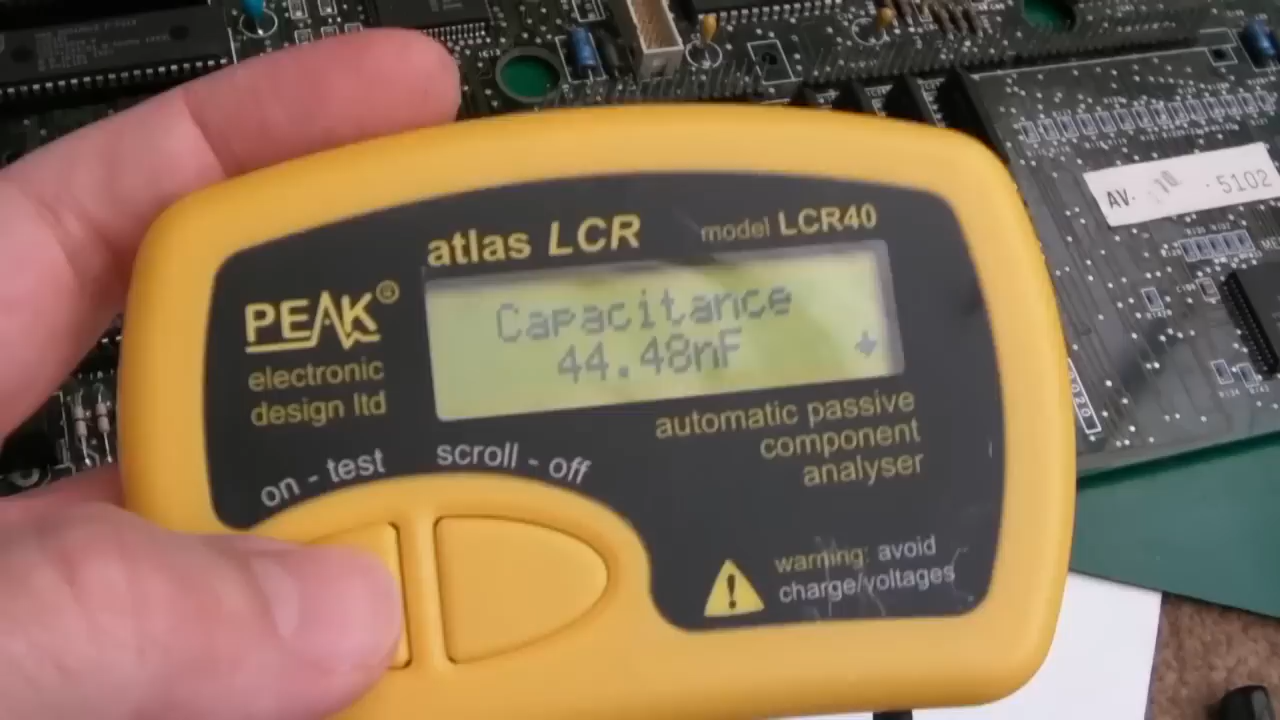 atlas LCR
model LCR40
PEAK®
electronic
design ltd
Capacitance
44.48nF
automatic passive
component
analyser
on - test
scroll - off
warning: avoid
charge/voltages
AV-
-5102